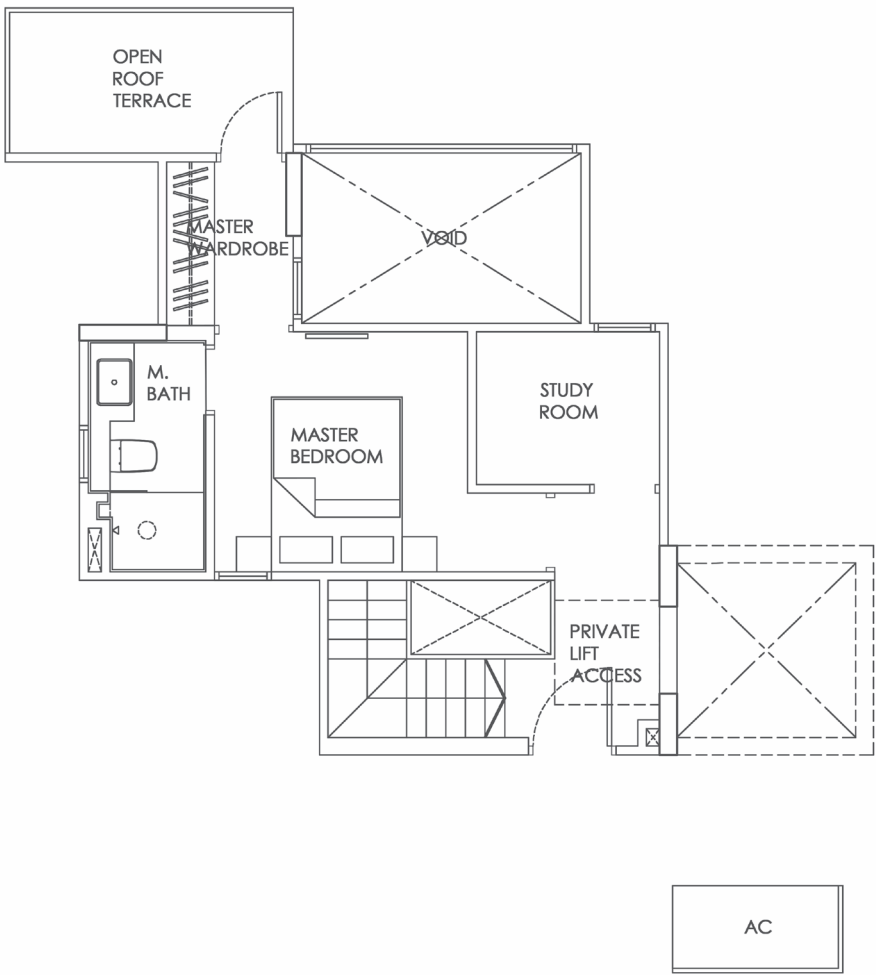 OPEN
ROOF
TERRACE
MASTER
WARDROBE
VOID
M.
BATH
STUDY
ROOM
MASTER
BEDROOM
PRIVATE
LIFT
ACCESS
AC